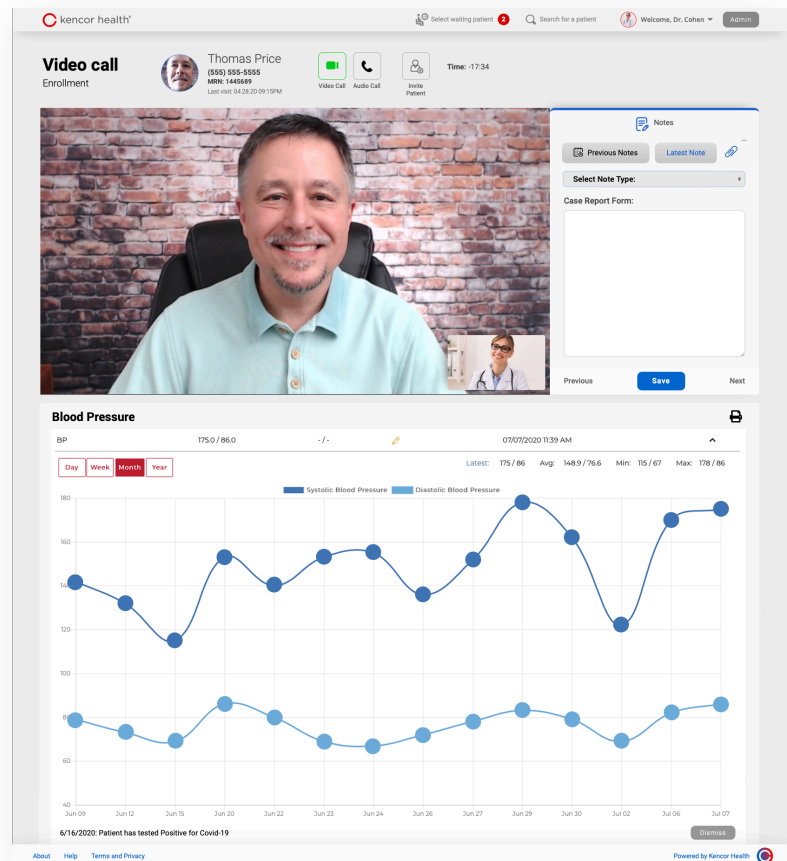 kencor health®
Select waiting patient 2
Search for a patient
Welcome, Dr. Cohen
Admin
Video call
Enrollment
Thomas Price
(555) 555-5555
MRN: 1445689
Last visit: 04.28.20 09:15PM
Video Call
Audio Call
Invite
Patient
Time: -17:34
Notes
Previous Notes
Latest Note
Select Note Type:
Case Report Form:
Previous
Save
Next
Blood Pressure
BP 175.0 / 86.0 - / - 07/07/2020 11:39 AM
Day Week Month Year
Latest: 175 / 86 Avg: 148.9 / 76.6 Min: 115 / 67 Max: 178 / 86
Systolic Blood Pressure Diastolic Blood Pressure
180
160
140
120
100
80
60
40
Jun 09 Jun 12 Jun 15 Jun 20 Jun 22 Jun 23 Jun 24 Jun 26 Jun 27 Jun 29 Jun 30 Jul 02 Jul 06 Jul 07
6/16/2020: Patient has tested Positive for Covid-19
Dismiss
About Help Terms and Privacy
Powered by Kencor Health